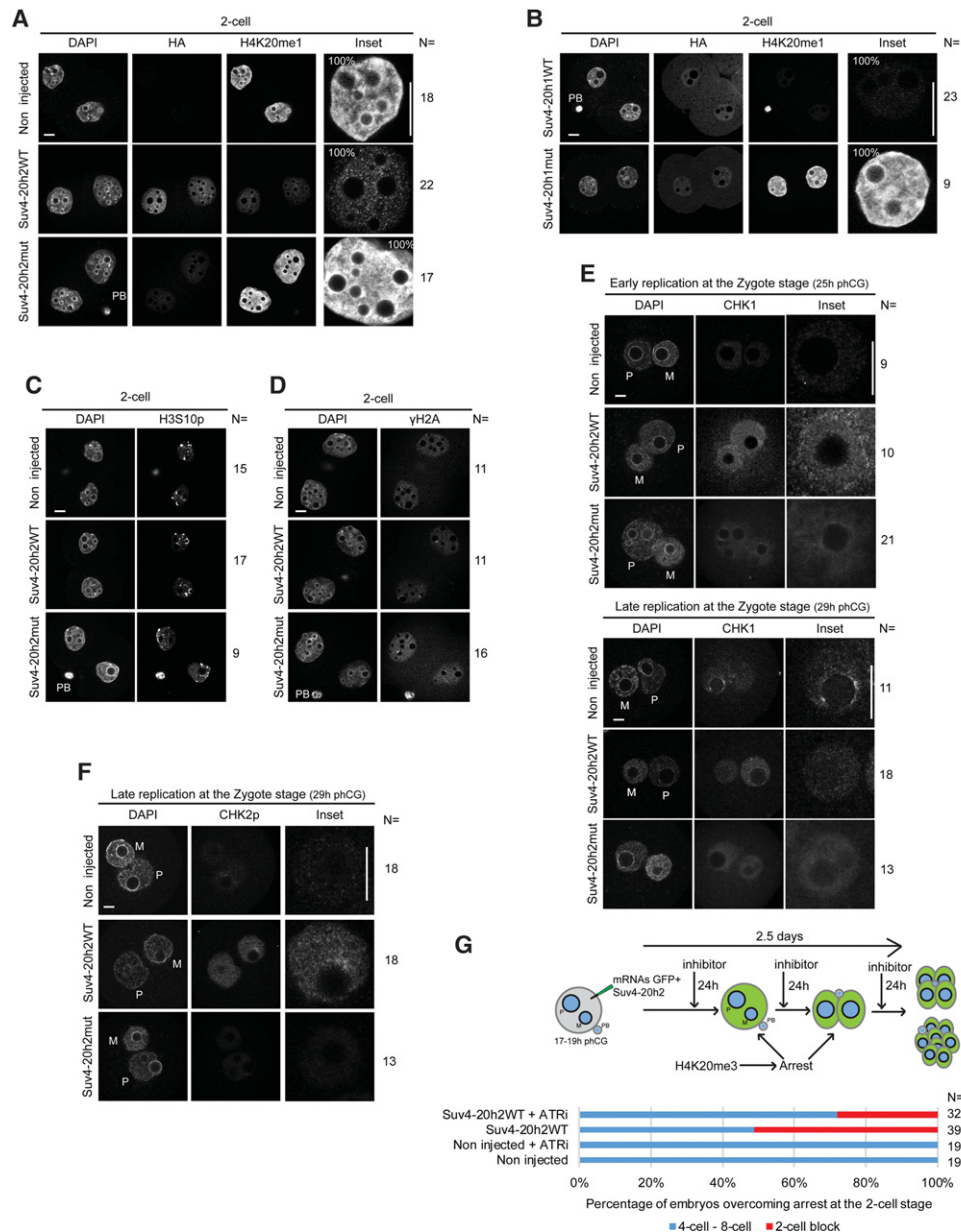 A
2-cell
DAPI HA H4K20me1 Inset N=
Non injected 100% 18
Suv4-20h2WT 100% 22
Suv4-20h2mut PB 100% 17
B
2-cell
DAPI HA H4K20me1 Inset N=
Suv4-20h1WT PB 100% 23
Suv4-20h1mut 100% 9
C
2-cell
DAPI H3S10p N=
Non injected 15
Suv4-20h2WT 17
Suv4-20h2mut PB 9
D
2-cell
DAPI γH2A N=
Non injected 11
Suv4-20h2WT 11
Suv4-20h2mut PB 16
E
Early replication at the Zygote stage (25h phCG)
DAPI CHK1 Inset N=
Non injected P M 9
Suv4-20h2WT P M 10
Suv4-20h2mut P M 21
Late replication at the Zygote stage (29h phCG)
DAPI CHK1 Inset N=
Non injected M P 11
Suv4-20h2WT M P 18
Suv4-20h2mut 13
F
Late replication at the Zygote stage (29h phCG)
DAPI CHK2p Inset N=
Non injected M P 18
Suv4-20h2WT M P 18
Suv4-20h2mut M P 13
G
2.5 days
inhibitor inhibitor inhibitor
mRNAs GFP+ 24h 24h 24h
Suv4-20h2
P M PB P M PB
17-19h phCG
H4K20me3 Arrest
N=
Suv4-20h2WT + ATRi 32
Suv4-20h2WT 39
Non injected + ATRi 19
Non injected 19
0% 20% 40% 60% 80% 100%
Percentage of embryos overcoming arrest at the 2-cell stage
4-cell - 8-cell 2-cell block